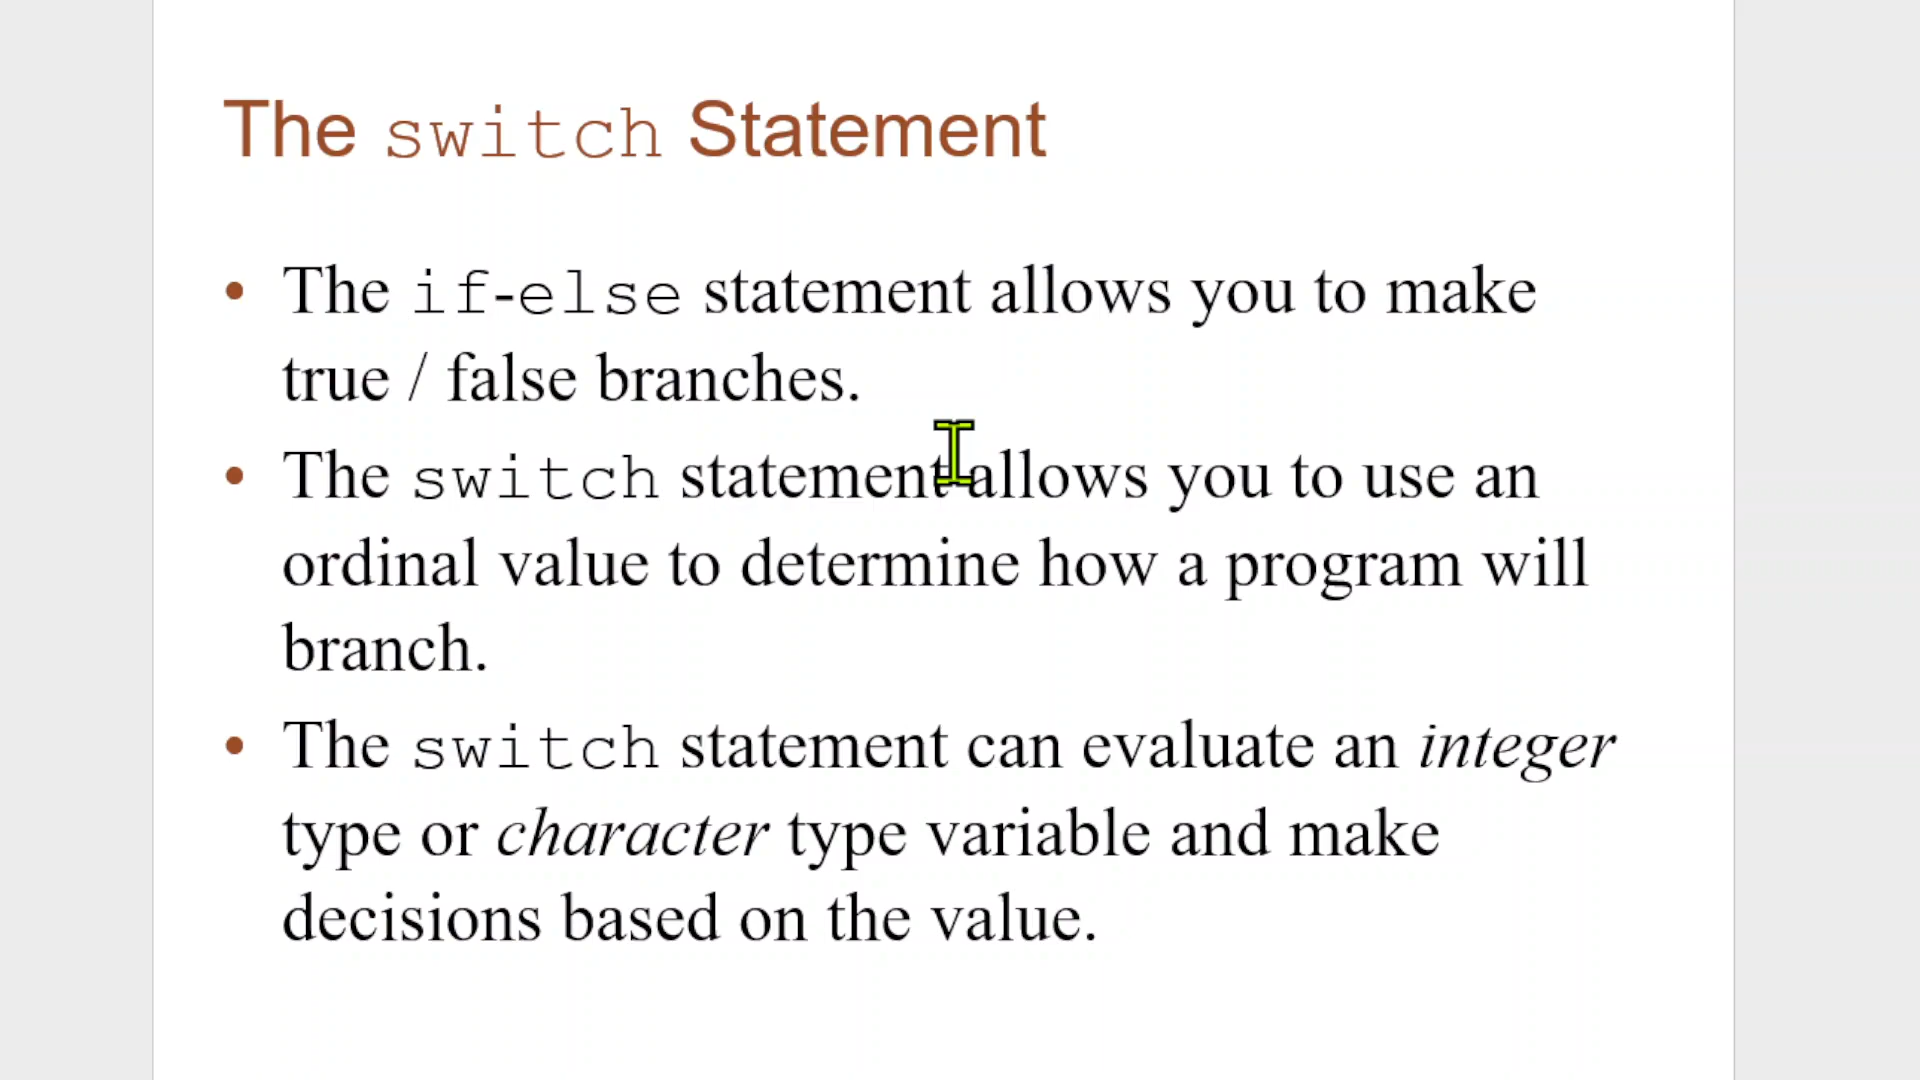 The switch Statement
• The if-else statement allows you to make
true / false branches.
• The switch statement allows you to use an
ordinal value to determine how a program will
branch.
• The switch statement can evaluate an integer
type or character type variable and make
decisions based on the value.